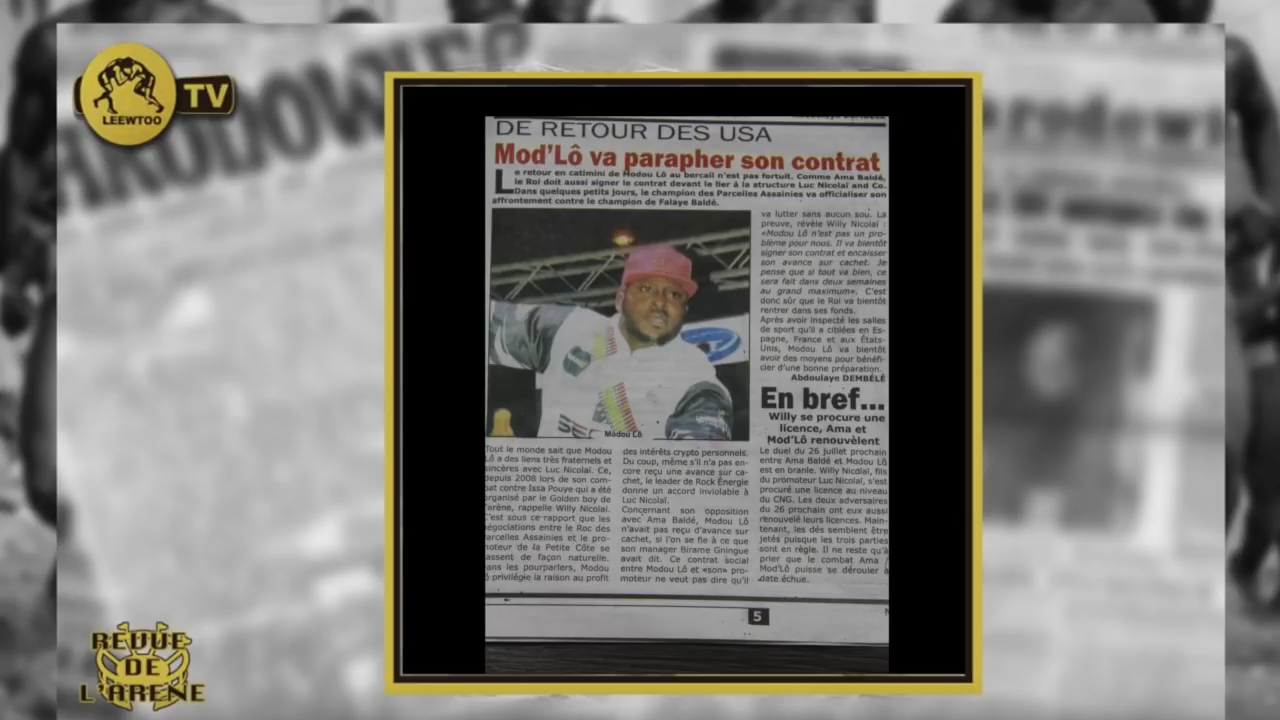 LEEWTOO
TV
DE RETOUR DES USA
Mod'Lô va parapher son contrat
Le retour en catimini de Modou Lô au bercail n'est pas fortuit. Comme Ama Baldé,
le Roi doit aussi signer le contrat devant le lier à la structure Luc Nicolaï and Co.
Dans quelques petits jours, le champion des Parcelles Assainies va officialiser son
affrontement contre le champion de Falaye Baldé.
Modou Lô
Tout le monde sait que Modou
Lô a des liens très fraternels et
sincères avec Luc Nicolaï. Ce,
depuis 2008 lors de son com-
bat contre Issa Pouye qui a été
organisé par le Golden boy de
l'arène, rappelle Willy Nicolaï.
C'est sous ce rapport que les
négociations entre le Roc des
Parcelles Assainies et le pro-
moteur de la Petite Côte se
passent de façon naturelle.
Dans les pourparlers, Modou
Lô privilégie la raison au profit
des intérêts crypto personnels.
Du coup, même s'il n'a pas en-
core reçu une avance sur ca-
chet, le leader de Rock Énergie
donne un accord inviolable à
Luc Nicolaï.
Concernant son opposition
avec Ama Baldé, Modou Lô
n'avait pas reçu d'avance sur
cachet, si l'on se fie à ce que
son manager Birame Gningue
avait dit. Ce contrat social
entre Modou Lô et «son» pro-
moteur ne veut pas dire qu'il
va lutter sans aucun sou. La
preuve, révèle Willy Nicolaï :
«Modou Lô n'est pas un pro-
blème pour nous. Il va bientôt
signer son contrat et encaisser
son avance sur cachet. Je
pense que si tout va bien, ce
sera fait dans deux semaines
au grand maximum». C'est
donc sûr que le Roi va bientôt
rentrer dans ses fonds.
Après avoir inspecté les salles
de sport qu'il a ciblées en Es-
pagne, France et aux États-
Unis, Modou Lô va bientôt
avoir des moyens pour bénéfi-
cier d'une bonne préparation.
Abdoulaye DEMBÉLÉ
En bref...
Willy se procure une
licence, Ama et
Mod'Lô renouvèlent
Le duel du 26 juillet prochain
entre Ama Baldé et Modou Lô
est en branle. Willy Nicolaï, fils
du promoteur Luc Nicolaï, s'est
procuré une licence au niveau
du CNG. Les deux adversaires
du 26 prochain ont eux aussi
renouvelé leurs licences. Main-
tenant, les dés semblent être
jetés puisque les trois parties
sont en règle. Il ne reste qu'à
prier que le combat Ama /
Mod'Lô puisse se dérouler à
date échue.
5
REVUE
DE
L'ARENE